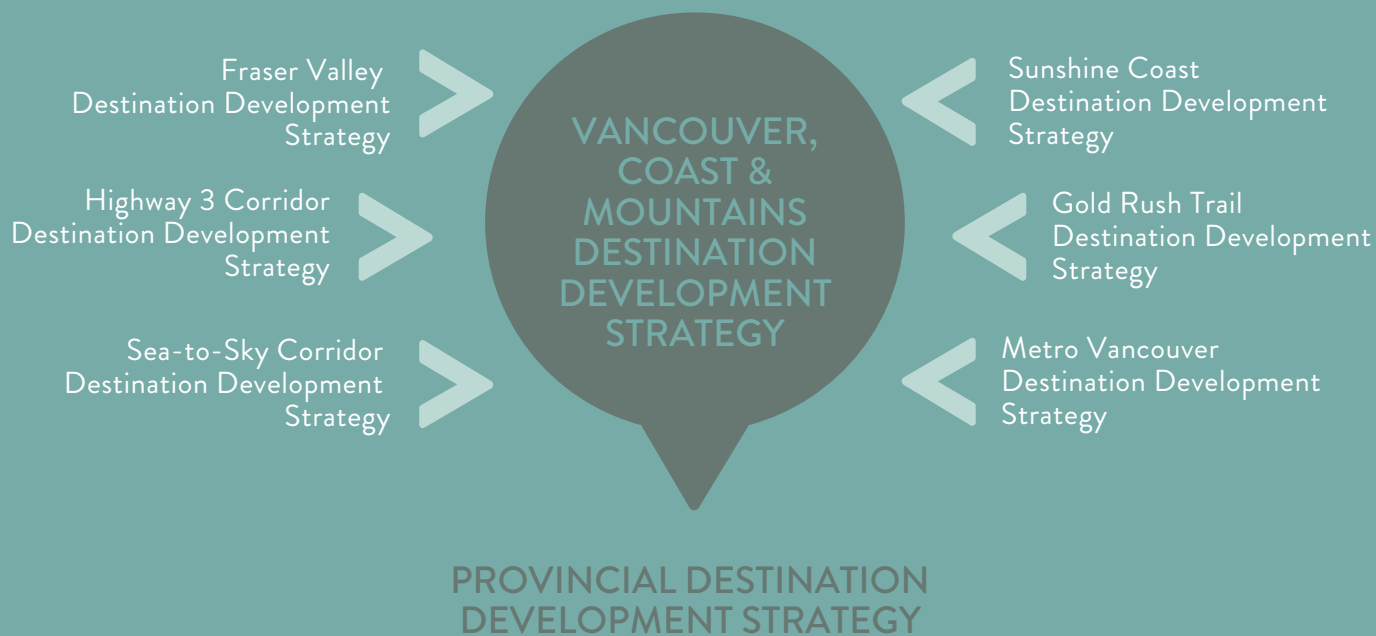 Fraser Valley
Destination Development
Strategy
Highway 3 Corridor
Destination Development
Strategy
Sea-to-Sky Corridor
Destination Development
Strategy
VANCOUVER,
COAST &
MOUNTAINS
DESTINATION
DEVELOPMENT
STRATEGY
Sunshine Coast
Destination Development
Strategy
Gold Rush Trail
Destination Development
Strategy
Metro Vancouver
Destination Development
Strategy
PROVINCIAL DESTINATION
DEVELOPMENT STRATEGY